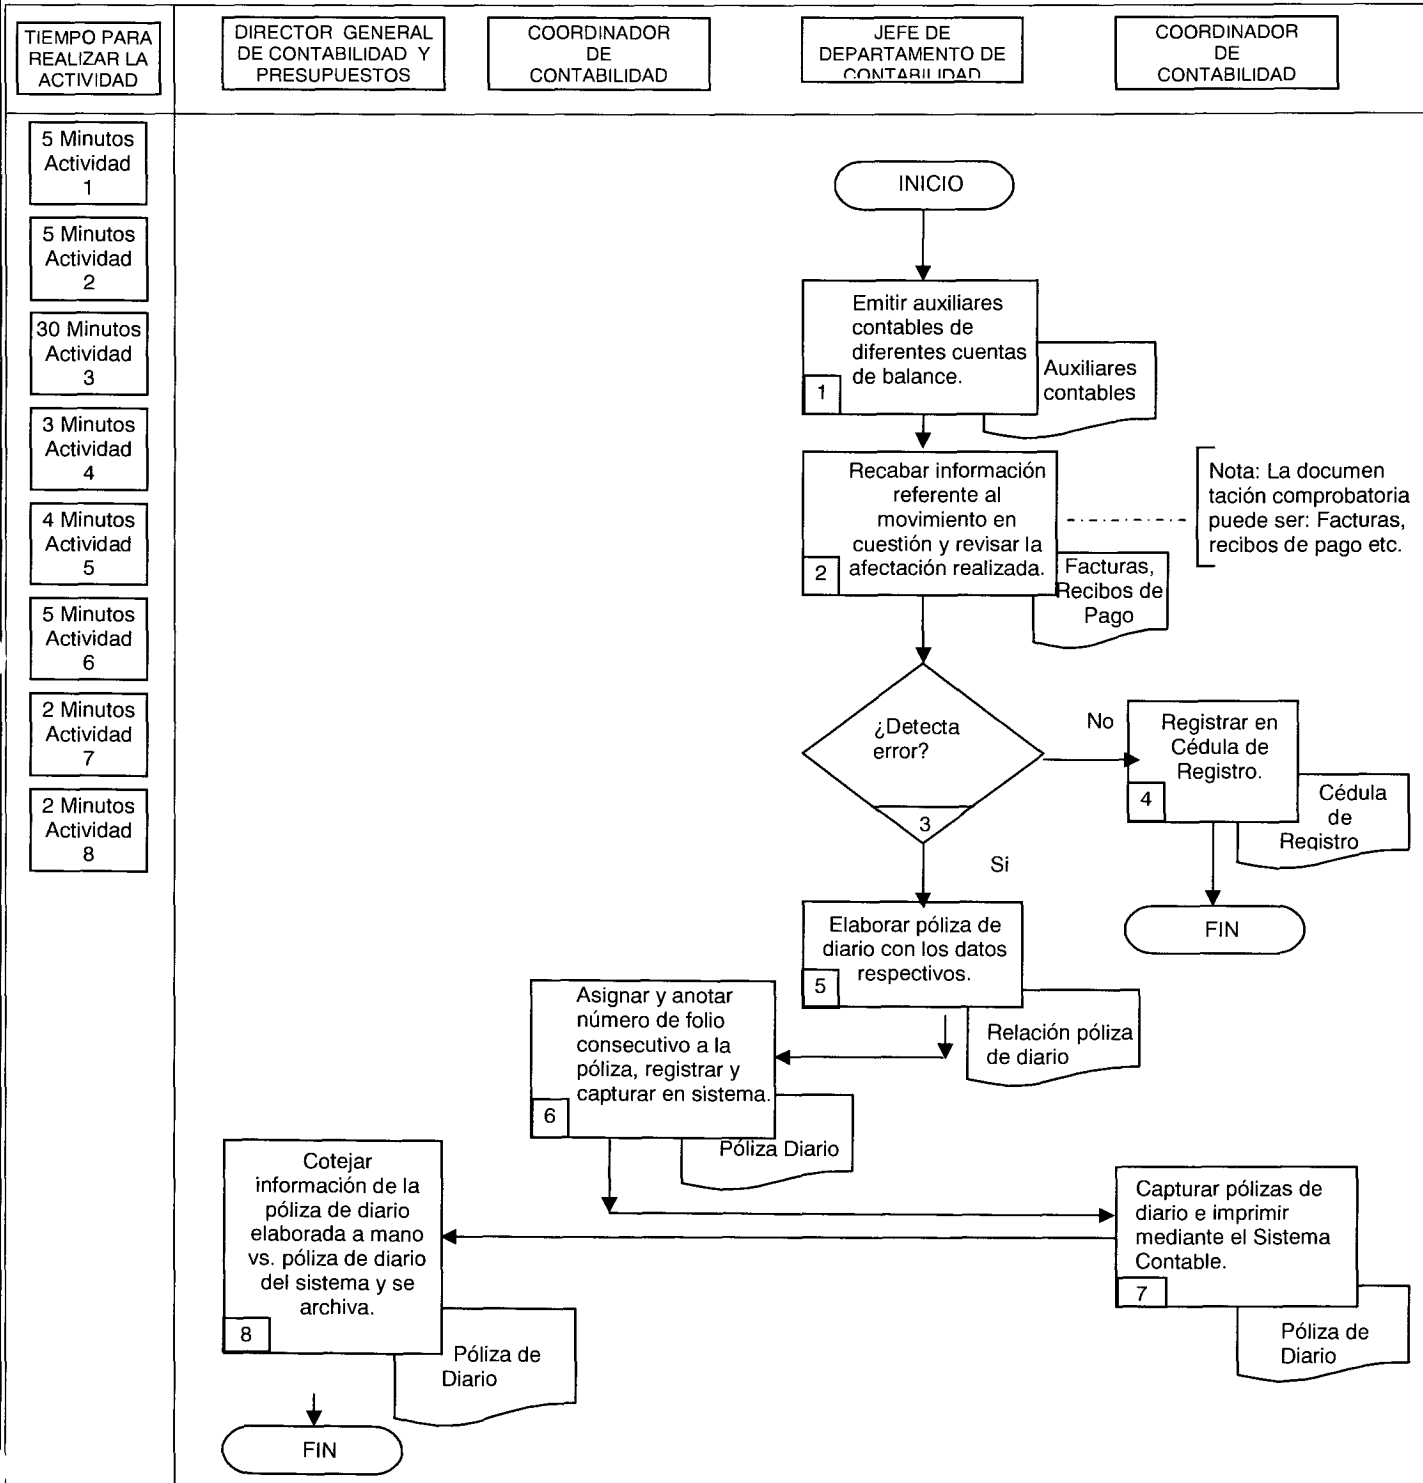 TIEMPO PARA
REALIZAR LA
ACTIVIDAD
DIRECTOR GENERAL
DE CONTABILIDAD Y
PRESUPUESTOS
COORDINADOR
DE
CONTABILIDAD
JEFE DE
DEPARTAMENTO DE
CONTABILIDAD
COORDINADOR
DE
CONTABILIDAD
5 Minutos
Actividad
1
5 Minutos
Actividad
2
30 Minutos
Actividad
3
3 Minutos
Actividad
4
4 Minutos
Actividad
5
5 Minutos
Actividad
6
2 Minutos
Actividad
7
2 Minutos
Actividad
8
INICIO
Emitir auxiliares
contables de
diferentes cuentas
de balance.
1
Auxiliares
contables
Recabar información
referente al
movimiento en
cuestión y revisar la
afectación realizada.
2
Facturas,
Recibos de
Pago
Nota: La documen
tación comprobatoria
puede ser: Facturas,
recibos de pago etc.
¿Detecta
error?
3
No
Registrar en
Cédula de
Registro.
4
Cédula
de
Registro
FIN
Si
Elaborar póliza de
diario con los datos
respectivos.
5
Relación póliza
de diario
Asignar y anotar
número de folio
consecutivo a la
póliza, registrar y
capturar en sistema.
6
Póliza Diario
Capturar pólizas de
diario e imprimir
mediante el Sistema
Contable.
7
Póliza de
Diario
Cotejar
información de la
póliza de diario
elaborada a mano
vs. póliza de diario
del sistema y se
archiva.
8
Póliza de
Diario
FIN